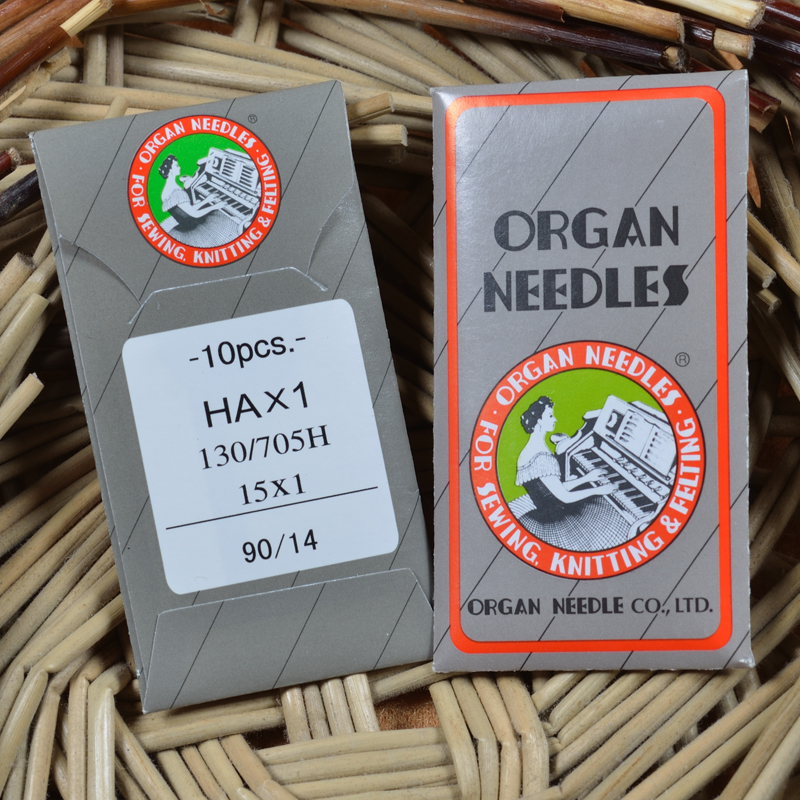 ORGAN NEEDLES ®
· FOR SEWING, KNITTING & FELTING ·
-10pcs.-
HA×1
130/705H
15×1
90/14
ORGAN
NEEDLES
ORGAN NEEDLES ®
· FOR SEWING, KNITTING & FELTING ·
ORGAN NEEDLE CO., LTD.